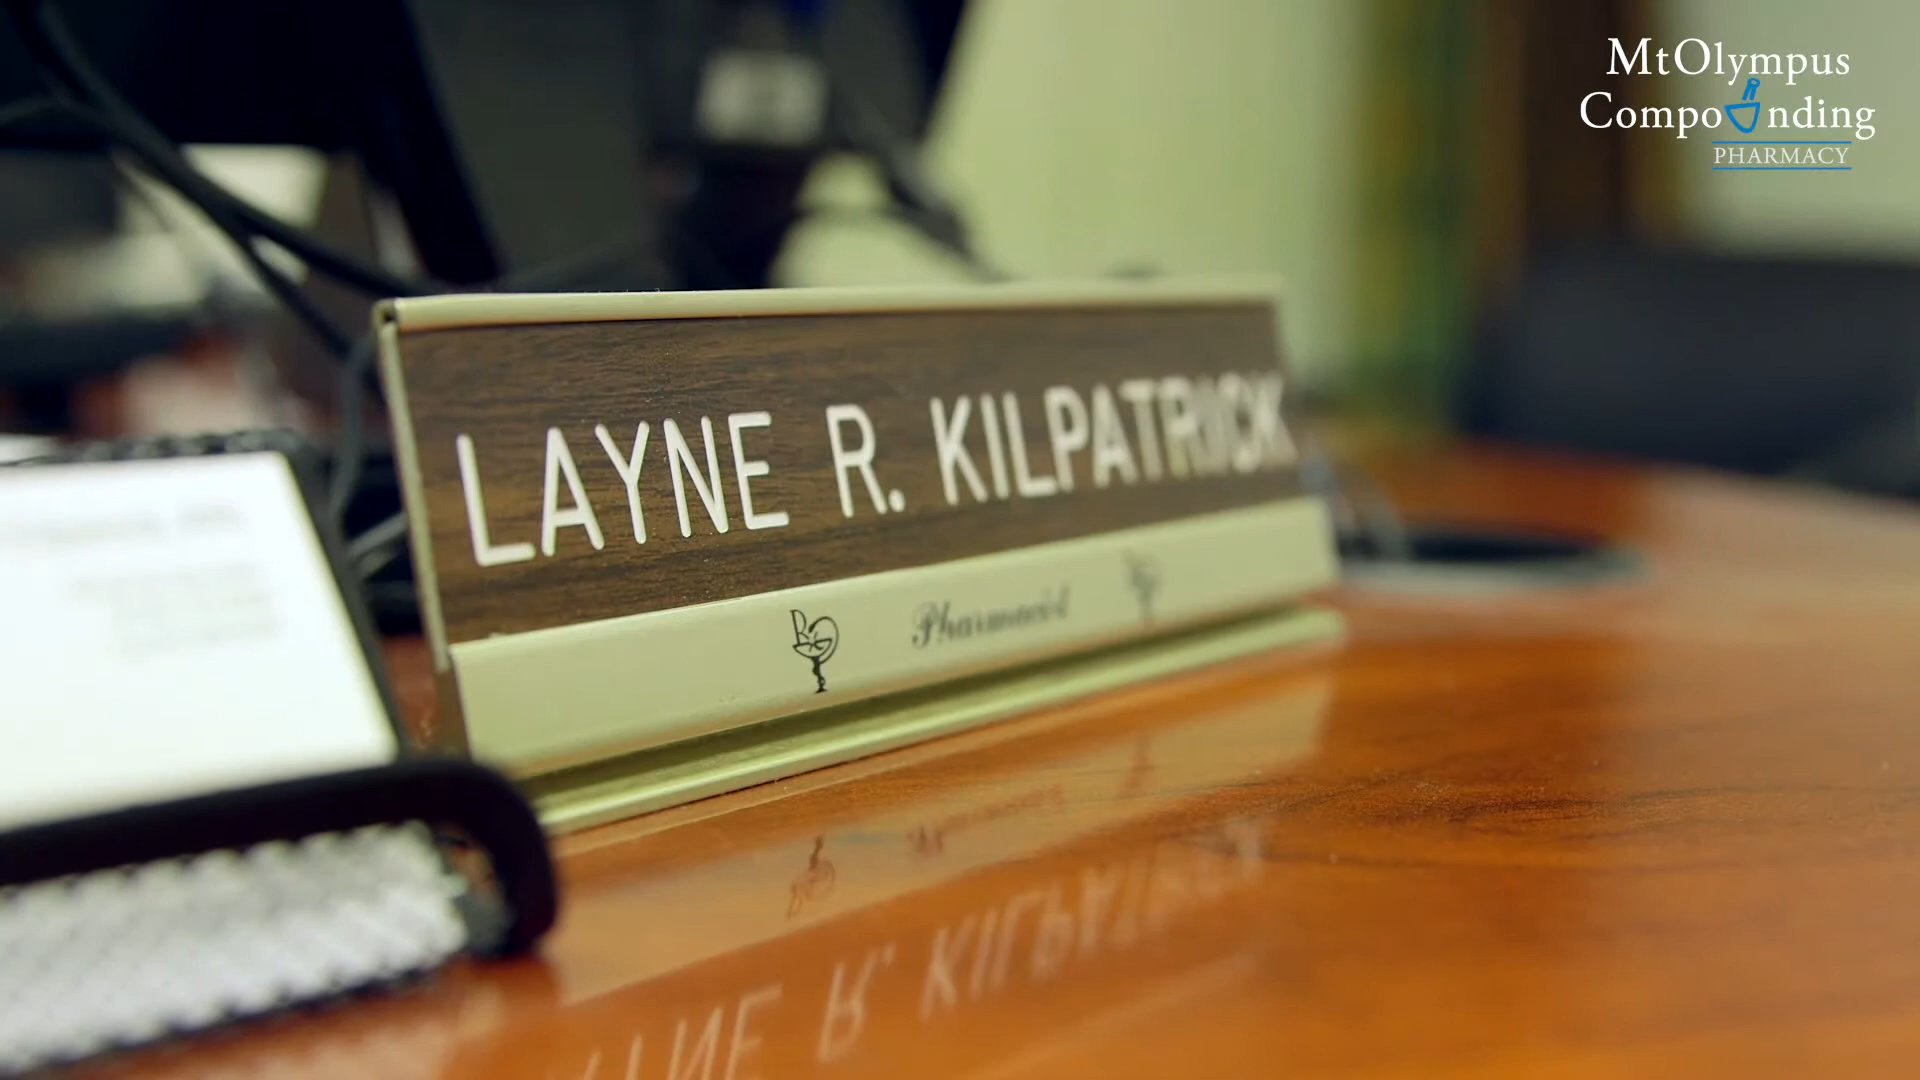 MtOlympus
Compounding
PHARMACY
LAYNE R. KILPATRICK
Pharmacist